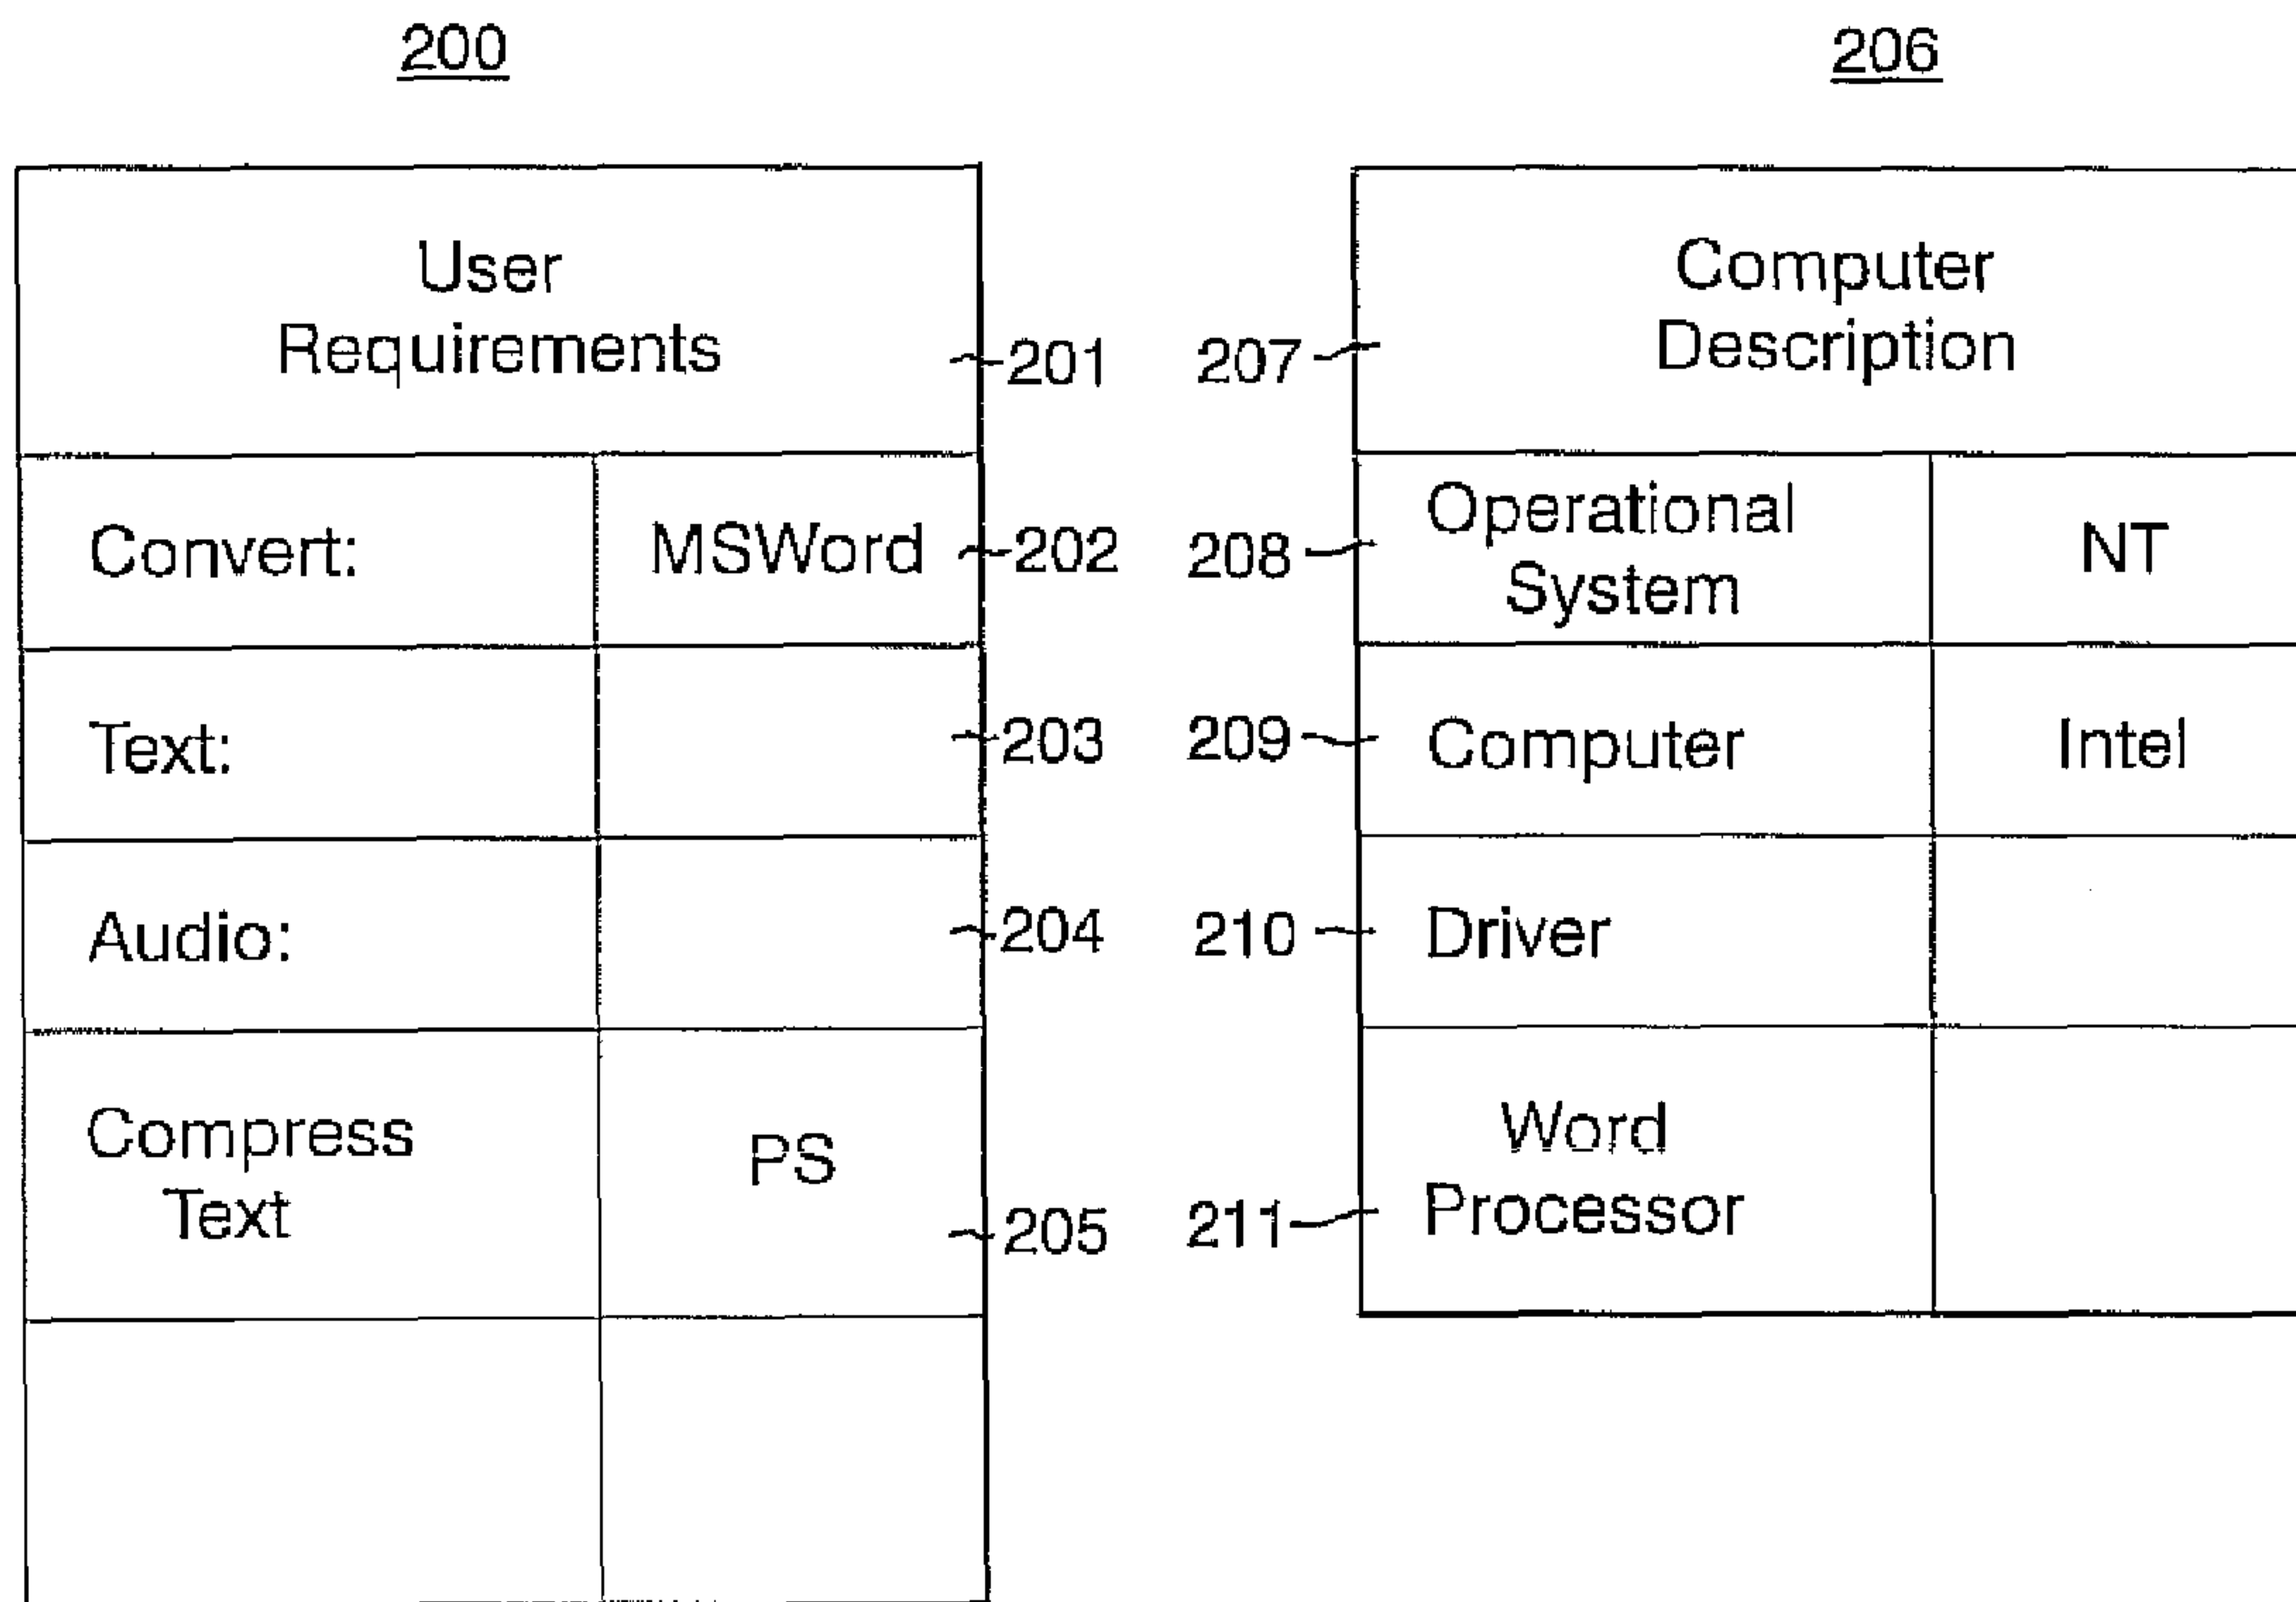 200
User
Requirements
201
Convert:
MSWord
202
Text:
203
Audio:
204
Compress
Text
PS
205
206
Computer
Description
207
208
Operational
System
NT
209
Computer
Intel
210
Driver
211
Word
Processor